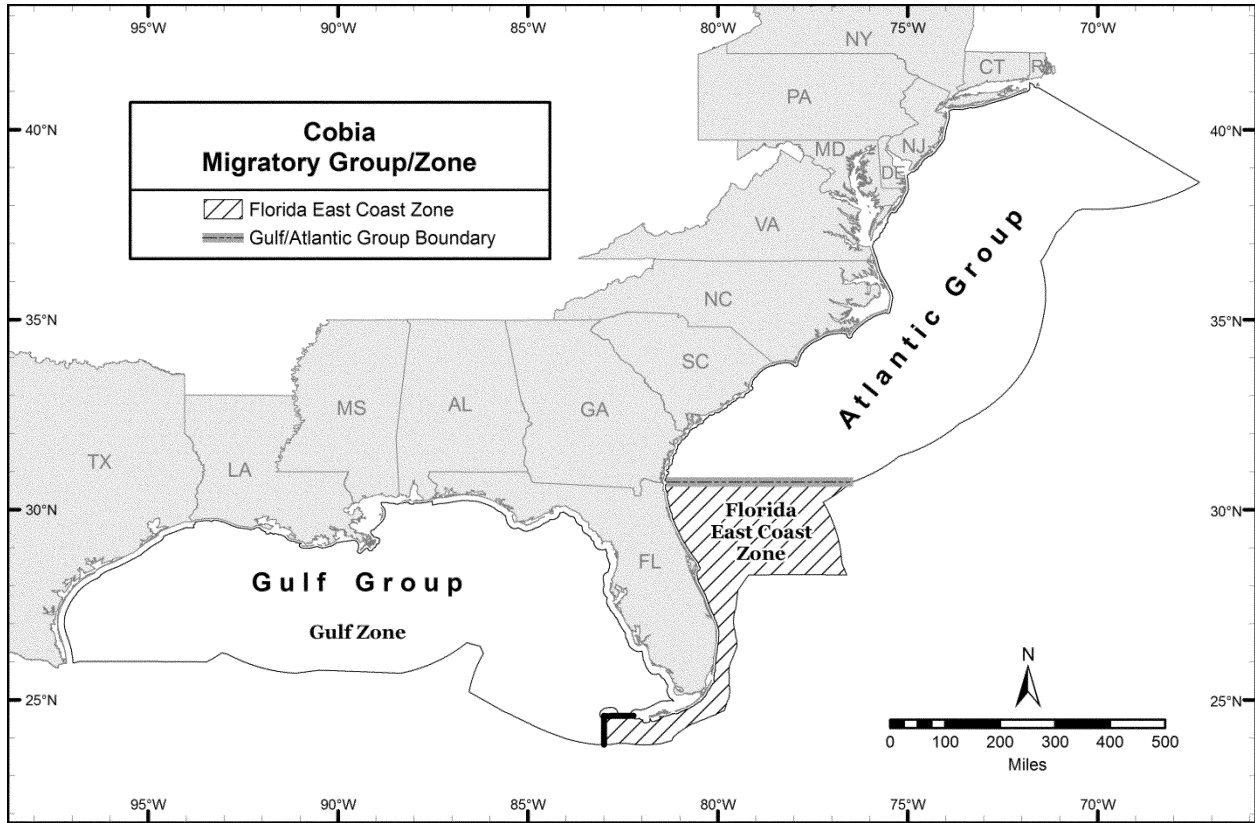 95°W 90°W 85°W 80°W 75°W 70°W
NY
CT
RI
PA
40°N
40°N
Cobia
Migratory Group/Zone
Florida East Coast Zone
Gulf/Atlantic Group Boundary
MD
NJ
DE
VA
Atlantic Group
NC
35°N
35°N
SC
MS
AL
GA
TX
LA
30°N
30°N
Florida
East Coast
Zone
FL
Gulf Group
Gulf Zone
N
25°N
25°N
0 100 200 300 400 500
Miles
95°W 90°W 85°W 80°W 75°W 70°W